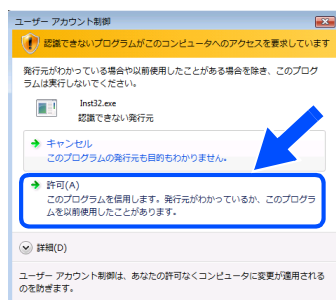 ユーザー アカウント制御
認識できないプログラムがこのコンピュータへのアクセスを要求しています
発行元がわかっている場合や以前使用したことがある場合を除き、このプログ
ラムは実行しないでください。
Inst32.exe
認識できない発行元
キャンセル
このプログラムの発行元も目的もわかりません。
許可(A)
このプログラムを信用します。発行元がわかっているか、このプログラ
ムを以前使用したことがあります。
詳細(D)
ユーザー アカウント制御は、あなたの許可なくコンピュータに変更が適用される
のを防ぎます。